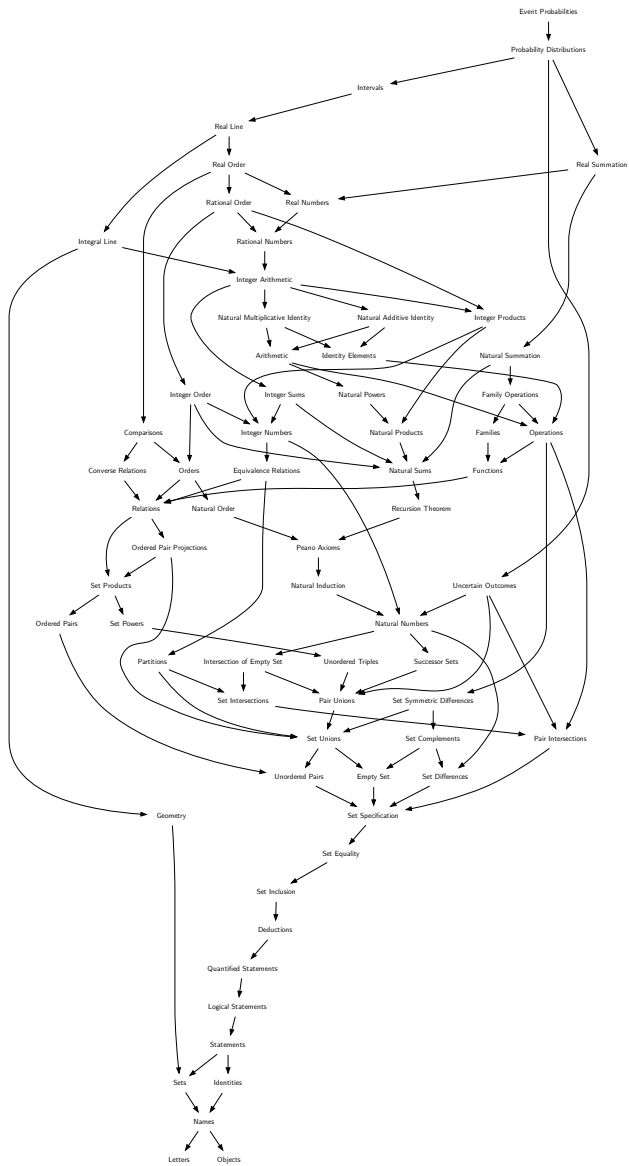 Event Probabilities
Probability Distributions
Intervals
Real Line
Real Order
Real Summation
Rational Order
Real Numbers
Integral Line
Rational Numbers
Integer Arithmetic
Natural Multiplicative Identity
Natural Additive Identity
Integer Products
Arithmetic
Identity Elements
Natural Summation
Integer Order
Integer Sums
Natural Powers
Family Operations
Comparisons
Integer Numbers
Natural Products
Families
Operations
Converse Relations
Orders
Equivalence Relations
Natural Sums
Functions
Relations
Natural Order
Recursion Theorem
Ordered Pair Projections
Peano Axioms
Set Products
Natural Induction
Uncertain Outcomes
Ordered Pairs
Set Powers
Natural Numbers
Partitions
Intersection of Empty Set
Unordered Triples
Successor Sets
Set Intersections
Pair Unions
Set Symmetric Differences
Set Unions
Set Complements
Pair Intersections
Unordered Pairs
Empty Set
Set Differences
Geometry
Set Specification
Set Equality
Set Inclusion
Deductions
Quantified Statements
Logical Statements
Statements
Sets
Identities
Names
Letters
Objects